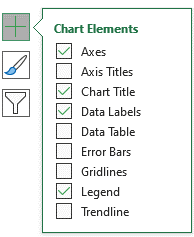 Chart Elements
Axes
Axis Titles
Chart Title
Data Labels
Data Table
Error Bars
Gridlines
Legend
Trendline